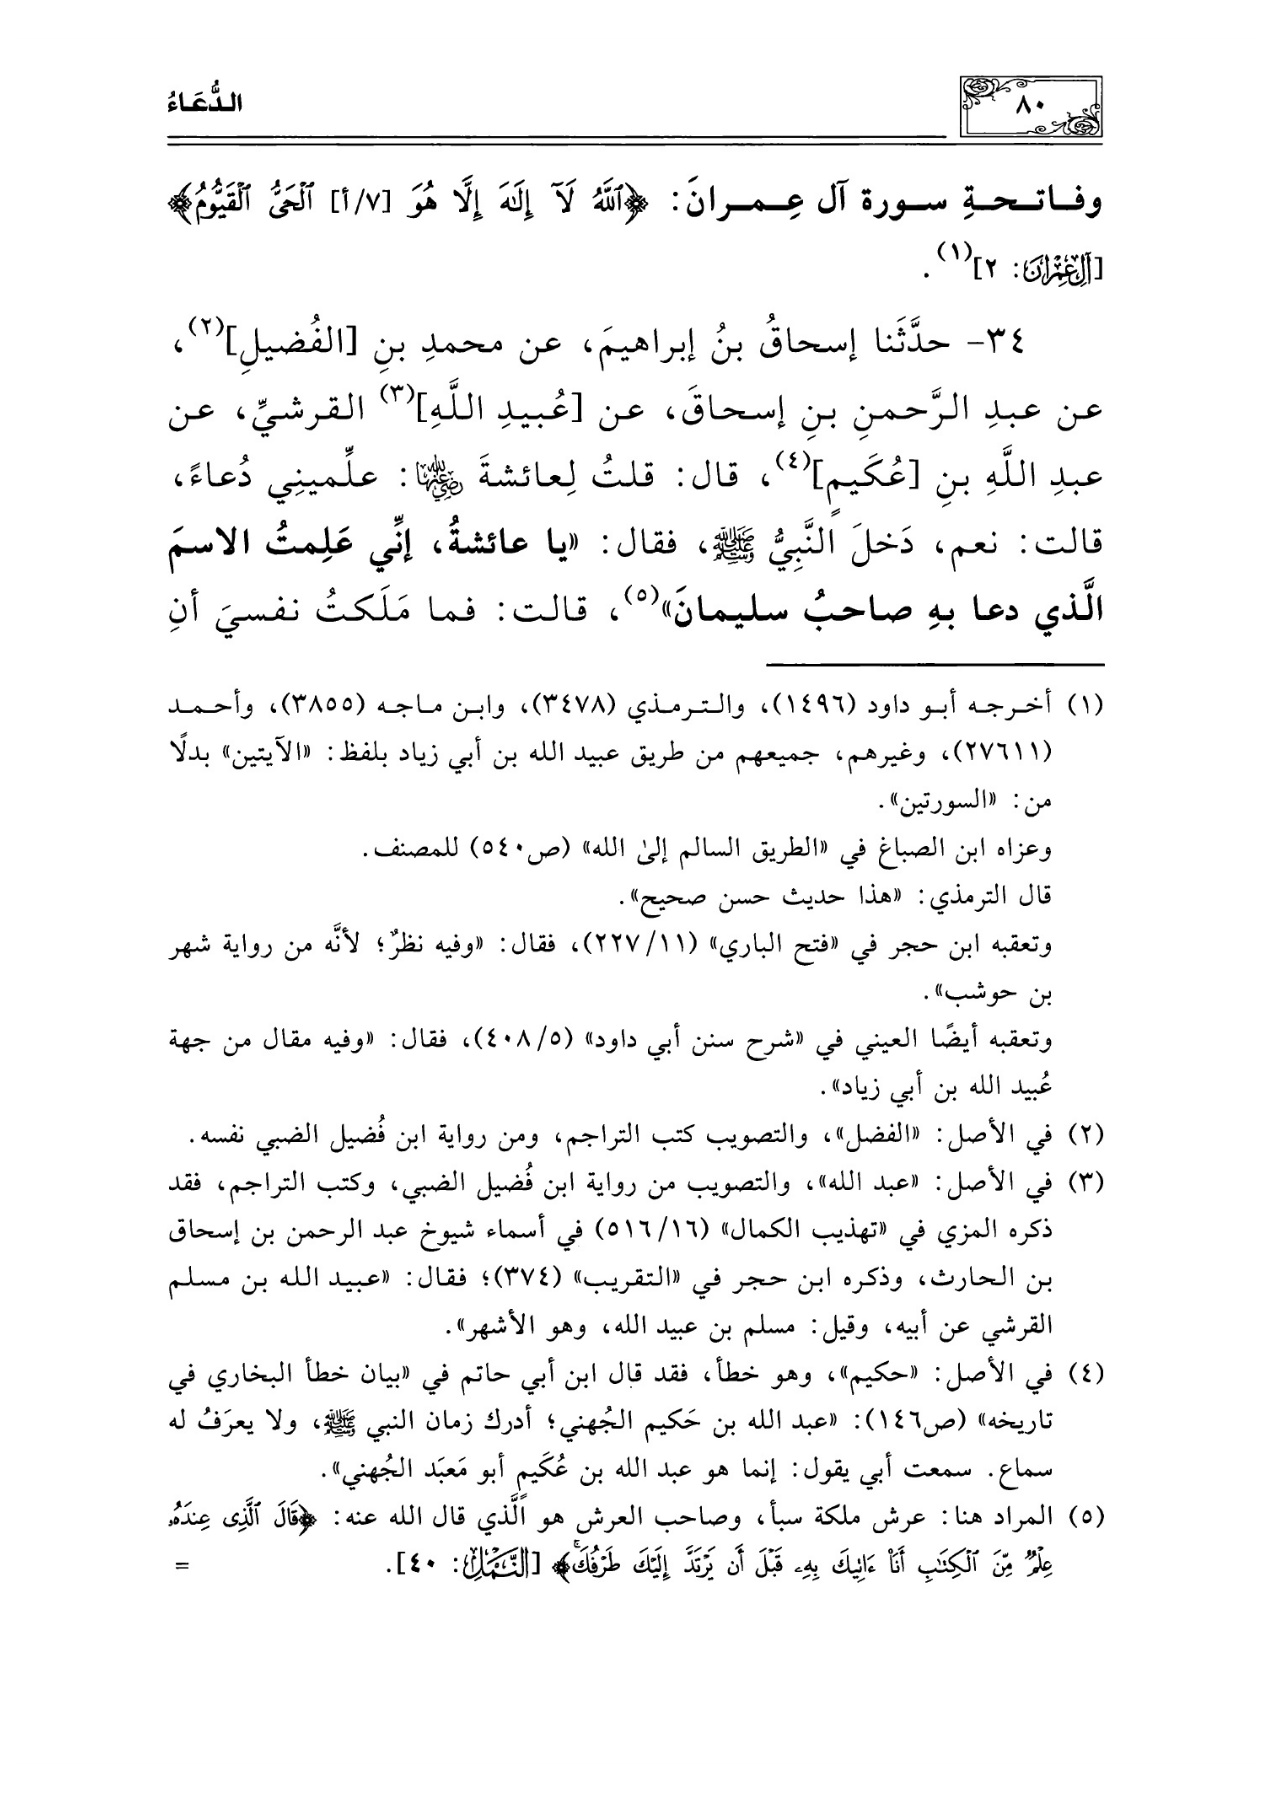 ٨٠
الدُّعَاءُ
وفاتحةِ سورة آل عِمرانَ: ﴿ٱللَّهُ لَآ إِلَٰهَ إِلَّا هُوَ [٧/أ] ٱلْحَىُّ ٱلْقَيُّومُ﴾
[آل عِمْرَان: ٢](١).
٣٤- حدَّثَنا إسحاقُ بنُ إبراهيمَ، عن محمدِ بنِ [الفُضيلِ](٢)،
عن عبدِ الرَّحمنِ بنِ إسحاقَ، عن [عُبيدِ اللَّهِ](٣) القرشيِّ، عن
عبدِ اللَّهِ بنِ [عُكَيمٍ](٤)، قال: قلتُ لِعائشةَ رضي الله عنها: علِّمينِي دُعاءً،
قالت: نعم، دَخلَ النَّبِيُّ ﷺ، فقال: «يا عائشةُ، إنِّي عَلِمتُ الاسمَ
الَّذي دعا بهِ صاحبُ سليمانَ»(٥)، قالت: فما مَلَكتُ نفسيَ أنِ
(١) أخرجه أبو داود (١٤٩٦)، والترمذي (٣٤٧٨)، وابن ماجه (٣٨٥٥)، وأحمد
(٢٧٦١١)، وغيرهم، جميعهم من طريق عبيد الله بن أبي زياد بلفظ: «الآيتين» بدلًا
من: «السورتين».
وعزاه ابن الصباغ في «الطريق السالم إلىٰ الله» (ص٥٤٠) للمصنف.
قال الترمذي: «هذا حديث حسن صحيح».
وتعقبه ابن حجر في «فتح الباري» (٢٢٧/١١)، فقال: «وفيه نظرٌ؛ لأنَّه من رواية شهر
بن حوشب».
وتعقبه أيضًا العيني في «شرح سنن أبي داود» (٤٠٨/٥)، فقال: «وفيه مقال من جهة
عُبيد الله بن أبي زياد».
(٢) في الأصل: «الفضل»، والتصويب كتب التراجم، ومن رواية ابن فُضيل الضبي نفسه.
(٣) في الأصل: «عبد الله»، والتصويب من رواية ابن فُضيل الضبي، وكتب التراجم، فقد
ذكره المزي في «تهذيب الكمال» (٥١٦/١٦) في أسماء شيوخ عبد الرحمن بن إسحاق
بن الحارث، وذكره ابن حجر في «التقريب» (٣٧٤)؛ فقال: «عبيد الله بن مسلم
القرشي عن أبيه، وقيل: مسلم بن عبيد الله، وهو الأشهر».
(٤) في الأصل: «حكيم»، وهو خطأ، فقد قال ابن أبي حاتم في «بيان خطأ البخاري في
تاريخه» (ص١٤٦): «عبد الله بن حَكيم الجُهني؛ أدرك زمان النبي ﷺ، ولا يعرَفُ له
سماع. سمعت أبي يقول: إنما هو عبد الله بن عُكَيمٍ أبو مَعبَد الجُهني».
(٥) المراد هنا: عرش ملكة سبأ، وصاحب العرش هو الَّذي قال الله عنه: ﴿قَالَ ٱلَّذِى عِندَهُۥ
عِلْمٌ مِّنَ ٱلْكِتَٰبِ أَنَا۠ ءَاتِيكَ بِهِۦ قَبْلَ أَن يَرْتَدَّ إِلَيْكَ طَرْفُكَ﴾ [النَّمْل: ٤٠]. =